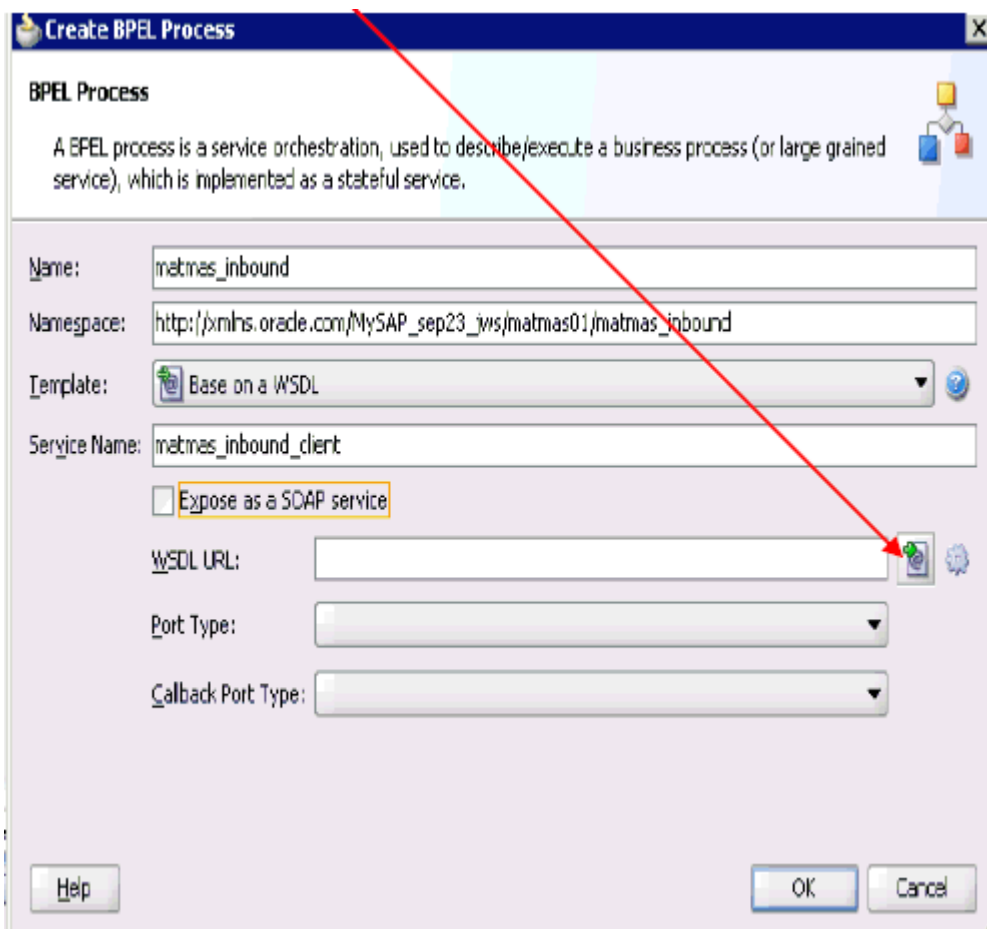 Create BPEL Process
BPEL Process
A BPEL process is a service orchestration, used to describe/execute a business process (or large grained
service), which is implemented as a stateful service.
Name: matmas_inbound
Namespace: http://xmlns.oracle.com/MySAP_sep23_jws/matmas01/matmas_inbound
Template: Base on a WSDL
Service Name: matmas_inbound_client
Expose as a SOAP service
WSDL URL:
Port Type:
Callback Port Type:
Help OK Cancel